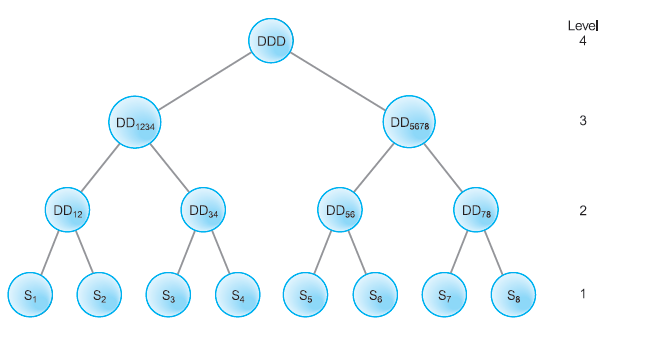 Level
DDD 4
DD₁₂₃₄ DD₅₆₇₈ 3
DD₁₂ DD₃₄ DD₅₆ DD₇₈ 2
S₁ S₂ S₃ S₄ S₅ S₆ S₇ S₈ 1